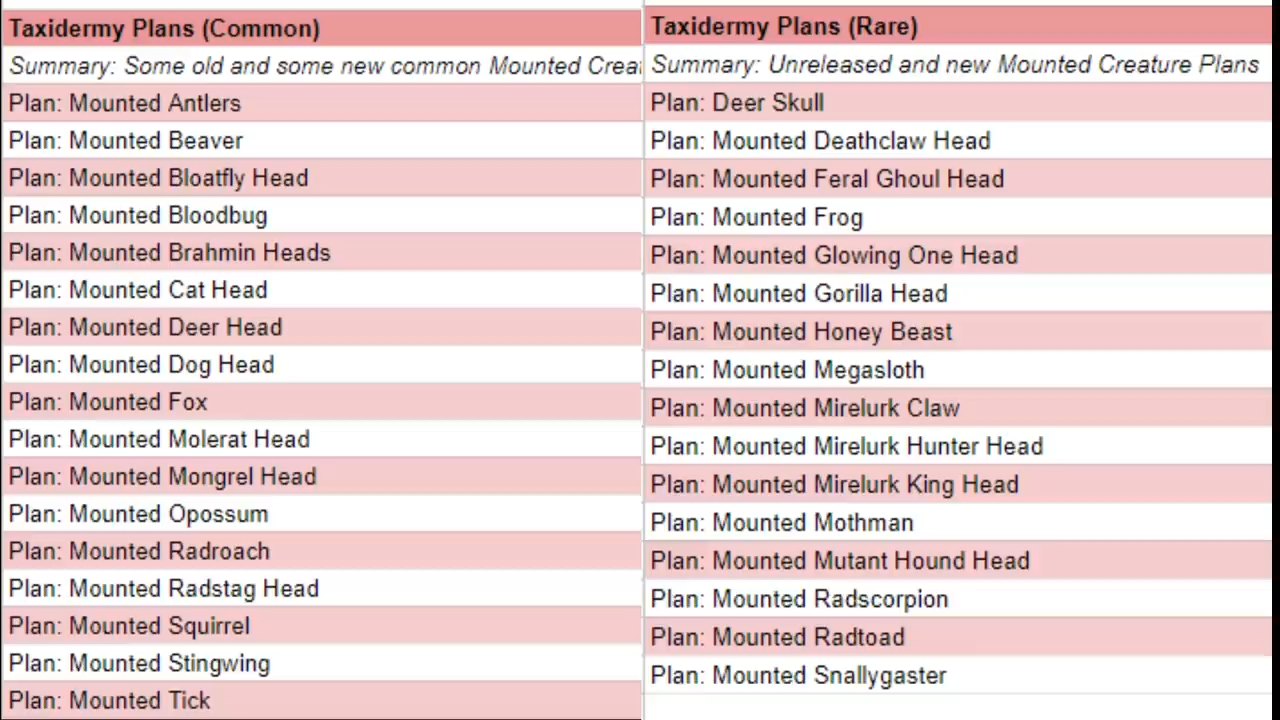 Taxidermy Plans (Common)
Summary: Some old and some new common Mounted Creat
Plan: Mounted Antlers
Plan: Mounted Beaver
Plan: Mounted Bloatfly Head
Plan: Mounted Bloodbug
Plan: Mounted Brahmin Heads
Plan: Mounted Cat Head
Plan: Mounted Deer Head
Plan: Mounted Dog Head
Plan: Mounted Fox
Plan: Mounted Molerat Head
Plan: Mounted Mongrel Head
Plan: Mounted Opossum
Plan: Mounted Radroach
Plan: Mounted Radstag Head
Plan: Mounted Squirrel
Plan: Mounted Stingwing
Plan: Mounted Tick
Taxidermy Plans (Rare)
Summary: Unreleased and new Mounted Creature Plans
Plan: Deer Skull
Plan: Mounted Deathclaw Head
Plan: Mounted Feral Ghoul Head
Plan: Mounted Frog
Plan: Mounted Glowing One Head
Plan: Mounted Gorilla Head
Plan: Mounted Honey Beast
Plan: Mounted Megasloth
Plan: Mounted Mirelurk Claw
Plan: Mounted Mirelurk Hunter Head
Plan: Mounted Mirelurk King Head
Plan: Mounted Mothman
Plan: Mounted Mutant Hound Head
Plan: Mounted Radscorpion
Plan: Mounted Radtoad
Plan: Mounted Snallygaster